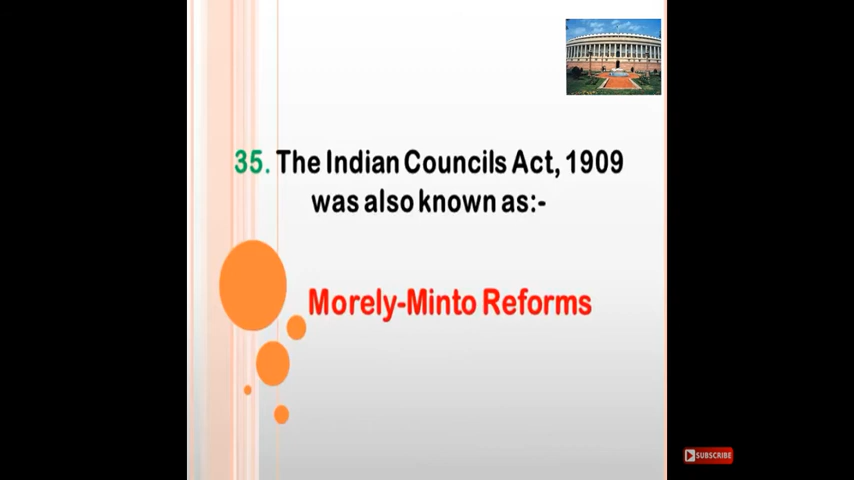 35. The Indian Councils Act, 1909
was also known as:-
Morely-Minto Reforms
SUBSCRIBE